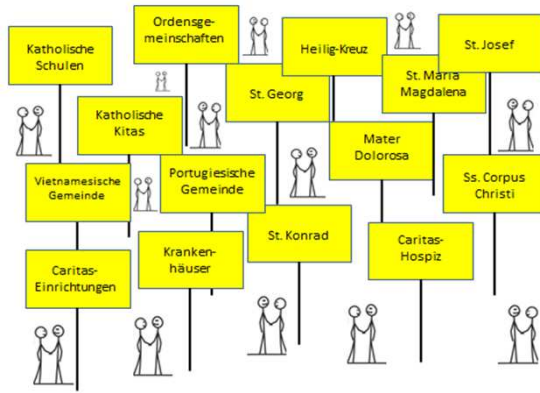 Katholische
Schulen
Ordensge-
meinschaften
Heilig-Kreuz
St. Josef
St. Georg
St. Maria
Magdalena
Katholische
Kitas
Mater
Dolorosa
Vietnamesische
Gemeinde
Portugiesische
Gemeinde
Ss. Corpus
Christi
St. Konrad
Caritas-
Hospiz
Caritas-
Einrichtungen
Kranken-
häuser